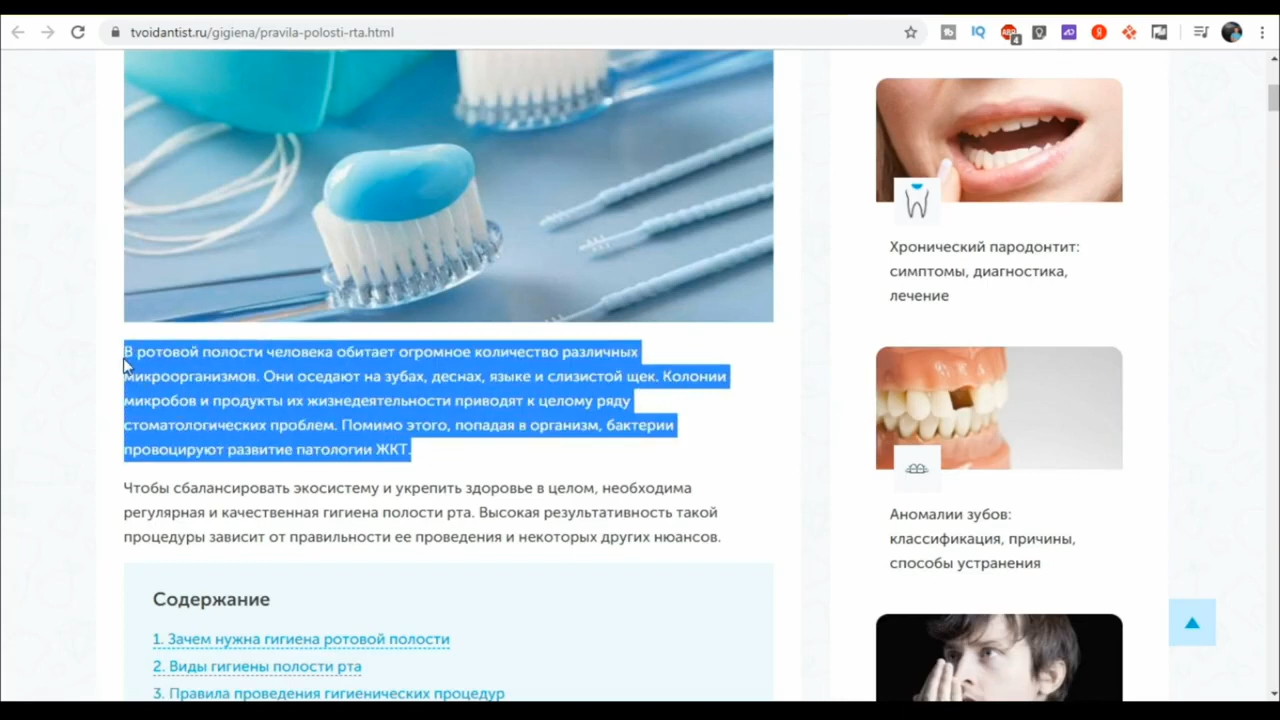 tvoidantist.ru/gigiena/pravila-polosti-rta.html
IQ
ABP
4
В ротовой полости человека обитает огромное количество различных
микроорганизмов. Они оседают на зубах, деснах, языке и слизистой щек. Колонии
микробов и продукты их жизнедеятельности приводят к целому ряду
стоматологических проблем. Помимо этого, попадая в организм, бактерии
провоцируют развитие патологии ЖКТ.
Чтобы сбалансировать экосистему и укрепить здоровье в целом, необходима
регулярная и качественная гигиена полости рта. Высокая результативность такой
процедуры зависит от правильности ее проведения и некоторых других нюансов.
Содержание
1. Зачем нужна гигиена ротовой полости
2. Виды гигиены полости рта
3. Правила проведения гигиенических процедур
Хронический пародонтит:
симптомы, диагностика,
лечение
Аномалии зубов:
классификация, причины,
способы устранения